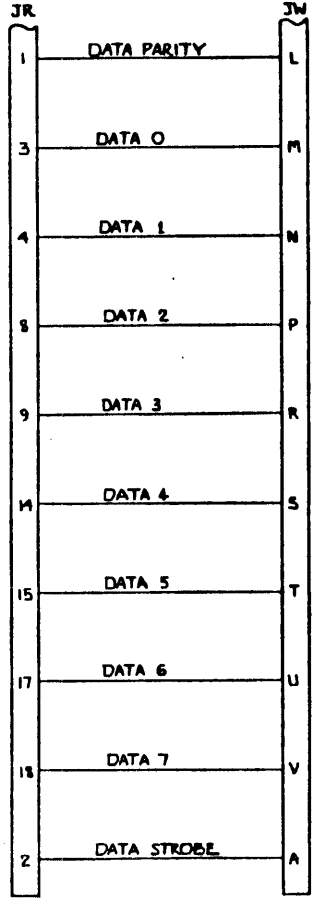 JR JW
1 DATA PARITY L
3 DATA 0 M
4 DATA 1 N
8 DATA 2 P
9 DATA 3 R
14 DATA 4 S
15 DATA 5 T
17 DATA 6 U
18 DATA 7 V
2 DATA STROBE A